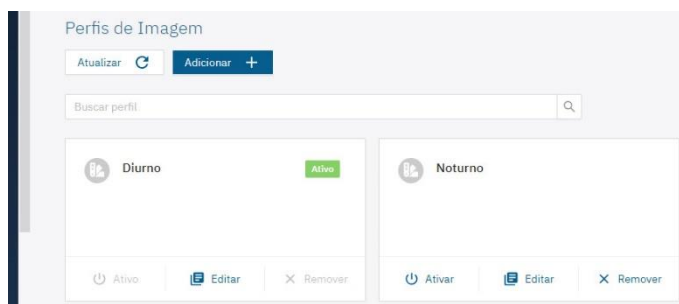 Perfis de Imagem
Atualizar Adicionar
Buscar perfil
Diurno Ativo Noturno
Ativo Editar Remover Ativar Editar Remover